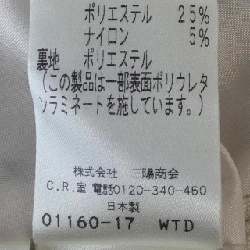 ポリエステル 25%
ナイロン 5%
裏地 ポリエステル
(この製品は一部表面ポリウレタ
ンラミネートを施しています。)
株式会社 三陽商会
C.R.室 電話0120-340-460
日本製
01160-17 WTD